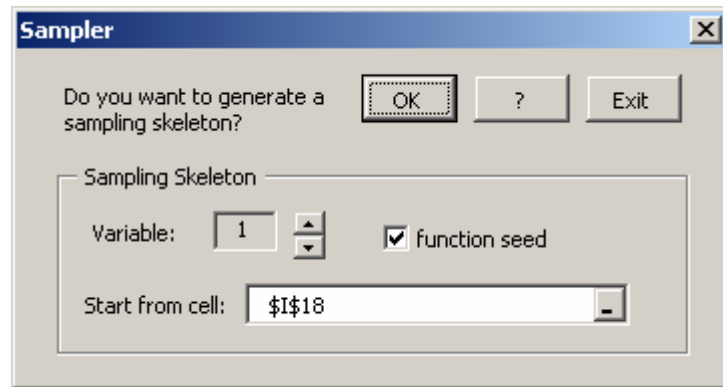 Sampler
Do you want to generate a
sampling skeleton?
OK
?
Exit
Sampling Skeleton
Variable:
1
function seed
Start from cell:
$I$18